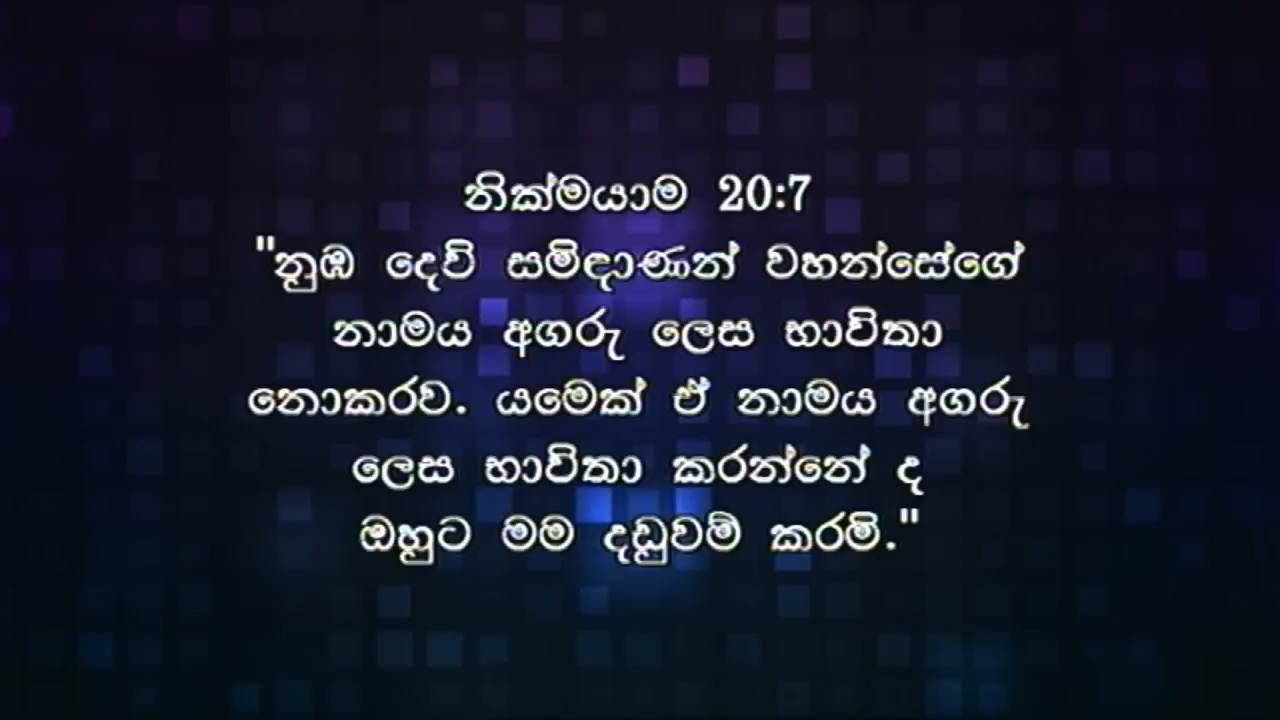 නික්මයාම 20:7
"නුඹ දෙවි සමිඳාණන් වහන්සේගේ
නාමය අගරු ලෙස භාවිතා
නොකරව. යමෙක් ඒ නාමය අගරු
ලෙස භාවිතා කරන්නේ ද
ඔහුට මම දඬුවම් කරමි."